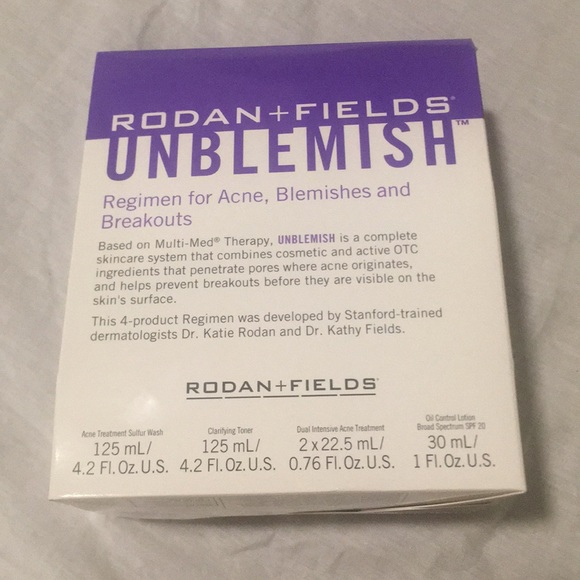 RODAN+FIELDS®
UNBLEMISH™
Regimen for Acne, Blemishes and
Breakouts
Based on Multi-Med® Therapy, UNBLEMISH is a complete
skincare system that combines cosmetic and active OTC
ingredients that penetrate pores where acne originates,
and helps prevent breakouts before they are visible on the
skin's surface.
This 4-product Regimen was developed by Stanford-trained
dermatologists Dr. Katie Rodan and Dr. Kathy Fields.
RODAN+FIELDS®
Acne Treatment Sulfur Wash
125 mL/
4.2 Fl. Oz. U.S.
Clarifying Toner
125 mL/
4.2 Fl. Oz. U.S.
Dual Intensive Acne Treatment
2 x 22.5 mL/
0.76 Fl. Oz. U.S.
Oil Control Lotion
Broad Spectrum SPF 20
30 mL/
1 Fl. Oz. U.S.